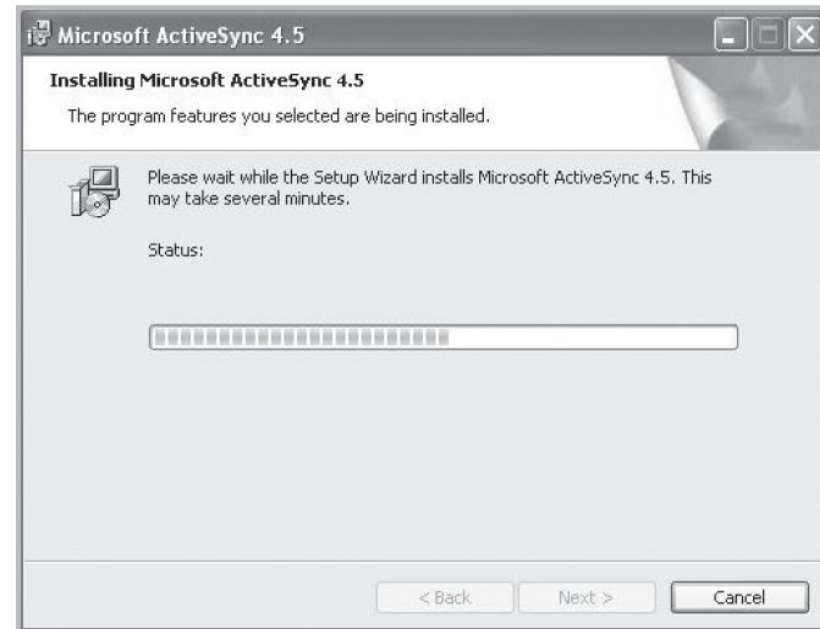 Microsoft ActiveSync 4.5
Installing Microsoft ActiveSync 4.5
The program features you selected are being installed.
Please wait while the Setup Wizard installs Microsoft ActiveSync 4.5. This
may take several minutes.
Status:
< Back
Next >
Cancel